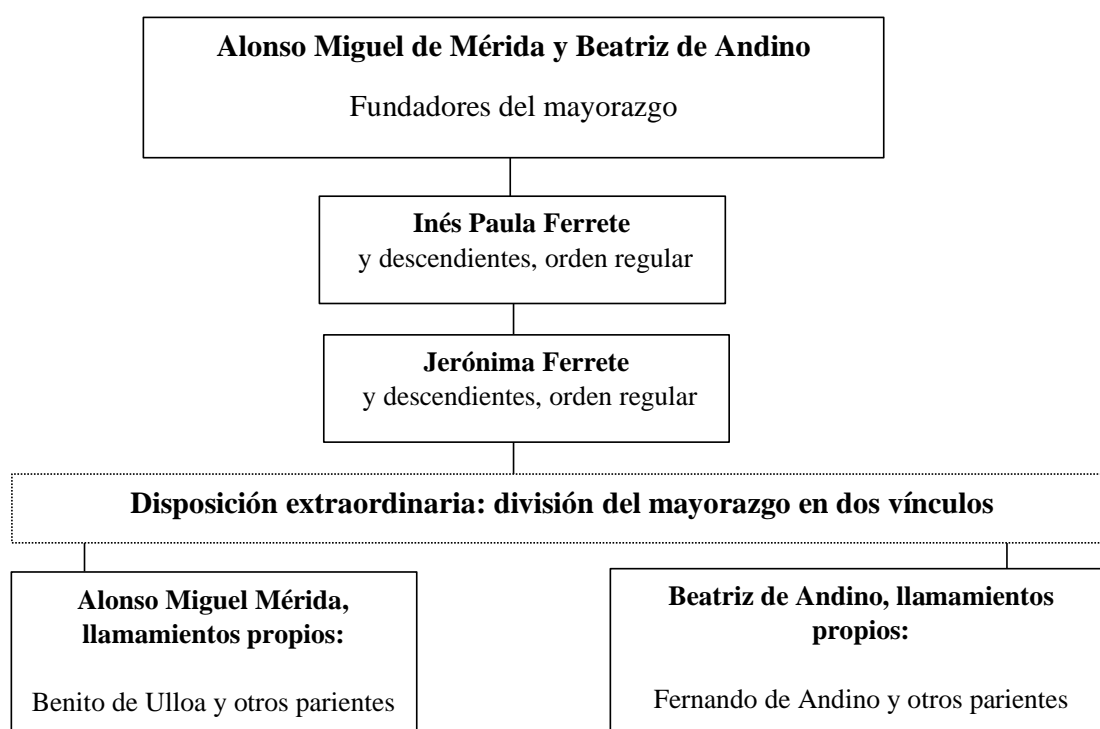 Alonso Miguel de Mérida y Beatriz de Andino
Fundadores del mayorazgo
Inés Paula Ferrete
y descendientes, orden regular
Jerónima Ferrete
y descendientes, orden regular
Disposición extraordinaria: división del mayorazgo en dos vínculos
Alonso Miguel Mérida,
llamamientos propios:
Benito de Ulloa y otros parientes
Beatriz de Andino, llamamientos
propios:
Fernando de Andino y otros parientes